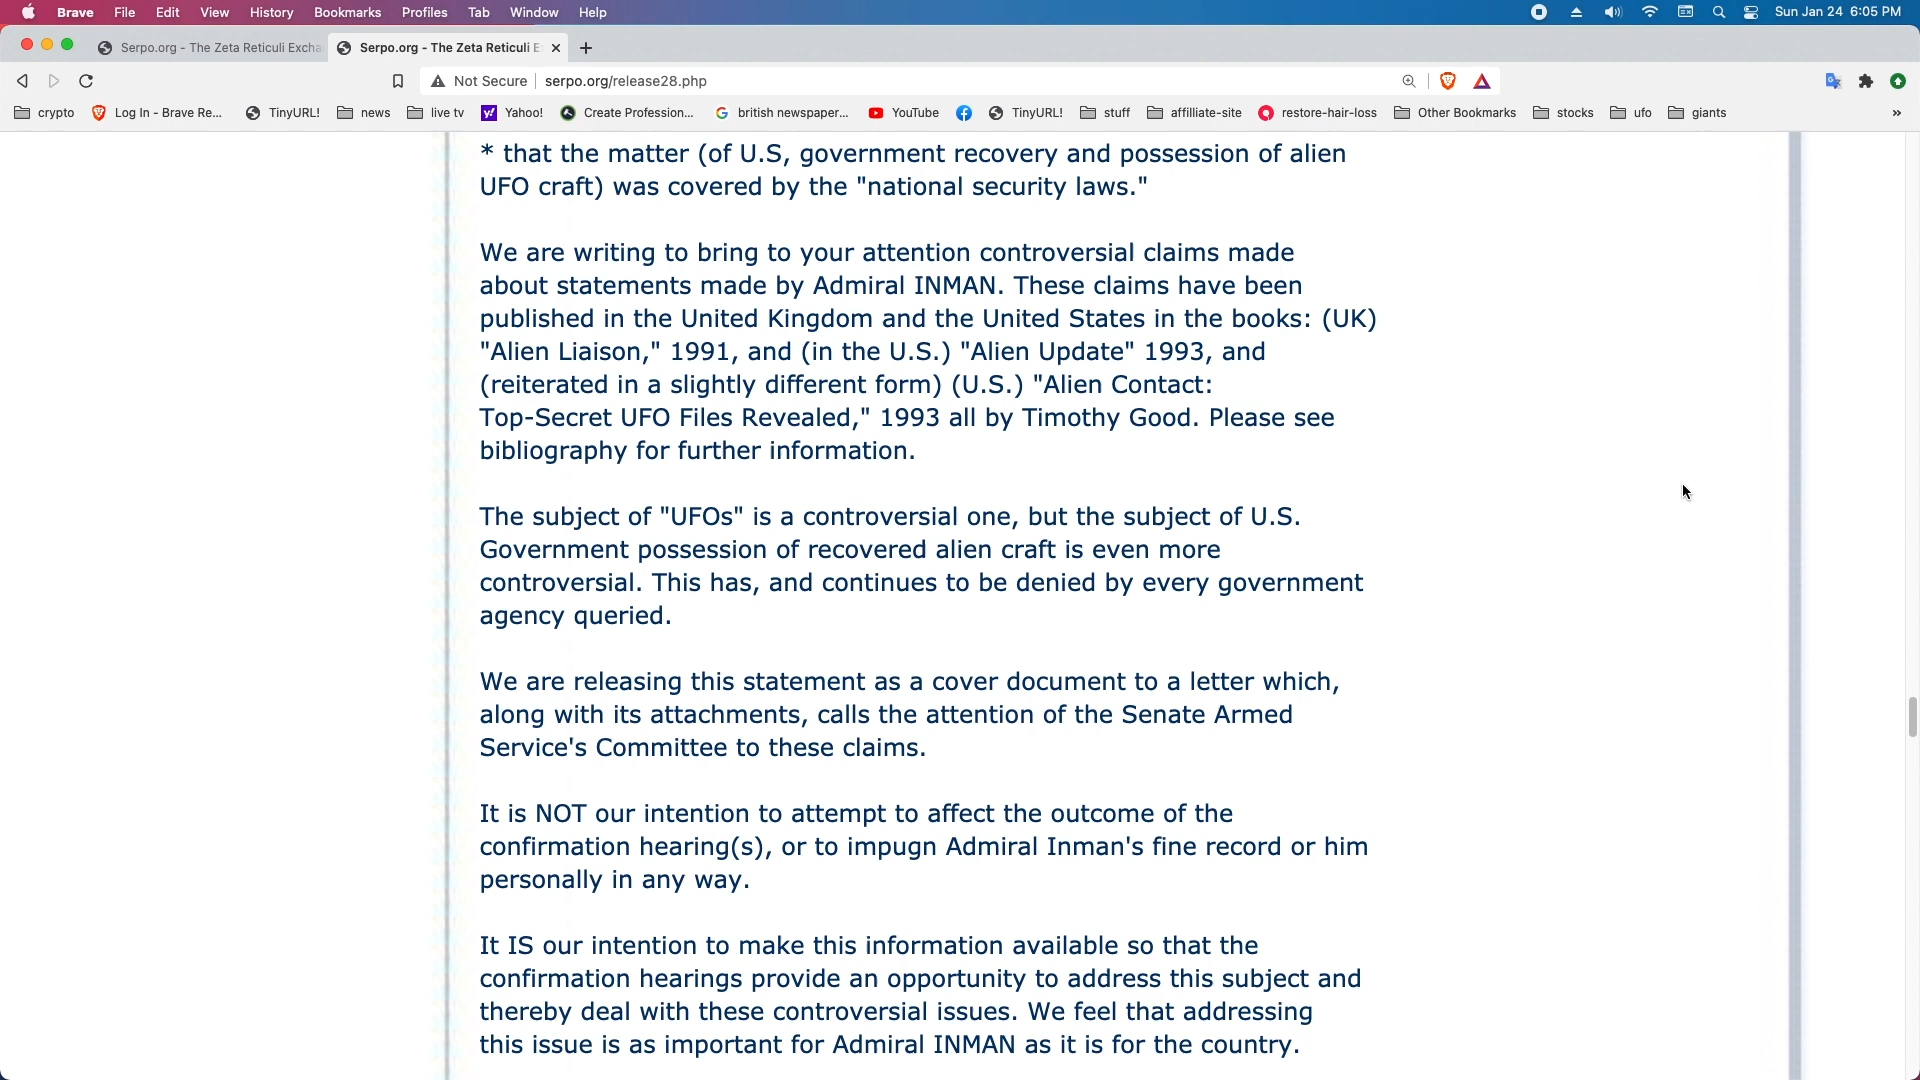 Brave File Edit View History Bookmarks Profiles Tab Window Help Sun Jan 24 6:05 PM
Serpo.org - The Zeta Reticuli Excha Serpo.org - The Zeta Reticuli E
Not Secure serpo.org/release28.php
crypto Log In - Brave Re... TinyURL! news live tv Yahoo! Create Profession... british newspaper... YouTube TinyURL! stuff affilliate-site restore-hair-loss Other Bookmarks stocks ufo giants »
* that the matter (of U.S, government recovery and possession of alien
UFO craft) was covered by the "national security laws."
We are writing to bring to your attention controversial claims made
about statements made by Admiral INMAN. These claims have been
published in the United Kingdom and the United States in the books: (UK)
"Alien Liaison," 1991, and (in the U.S.) "Alien Update" 1993, and
(reiterated in a slightly different form) (U.S.) "Alien Contact:
Top-Secret UFO Files Revealed," 1993 all by Timothy Good. Please see
bibliography for further information.
The subject of "UFOs" is a controversial one, but the subject of U.S.
Government possession of recovered alien craft is even more
controversial. This has, and continues to be denied by every government
agency queried.
We are releasing this statement as a cover document to a letter which,
along with its attachments, calls the attention of the Senate Armed
Service's Committee to these claims.
It is NOT our intention to attempt to affect the outcome of the
confirmation hearing(s), or to impugn Admiral Inman's fine record or him
personally in any way.
It IS our intention to make this information available so that the
confirmation hearings provide an opportunity to address this subject and
thereby deal with these controversial issues. We feel that addressing
this issue is as important for Admiral INMAN as it is for the country.